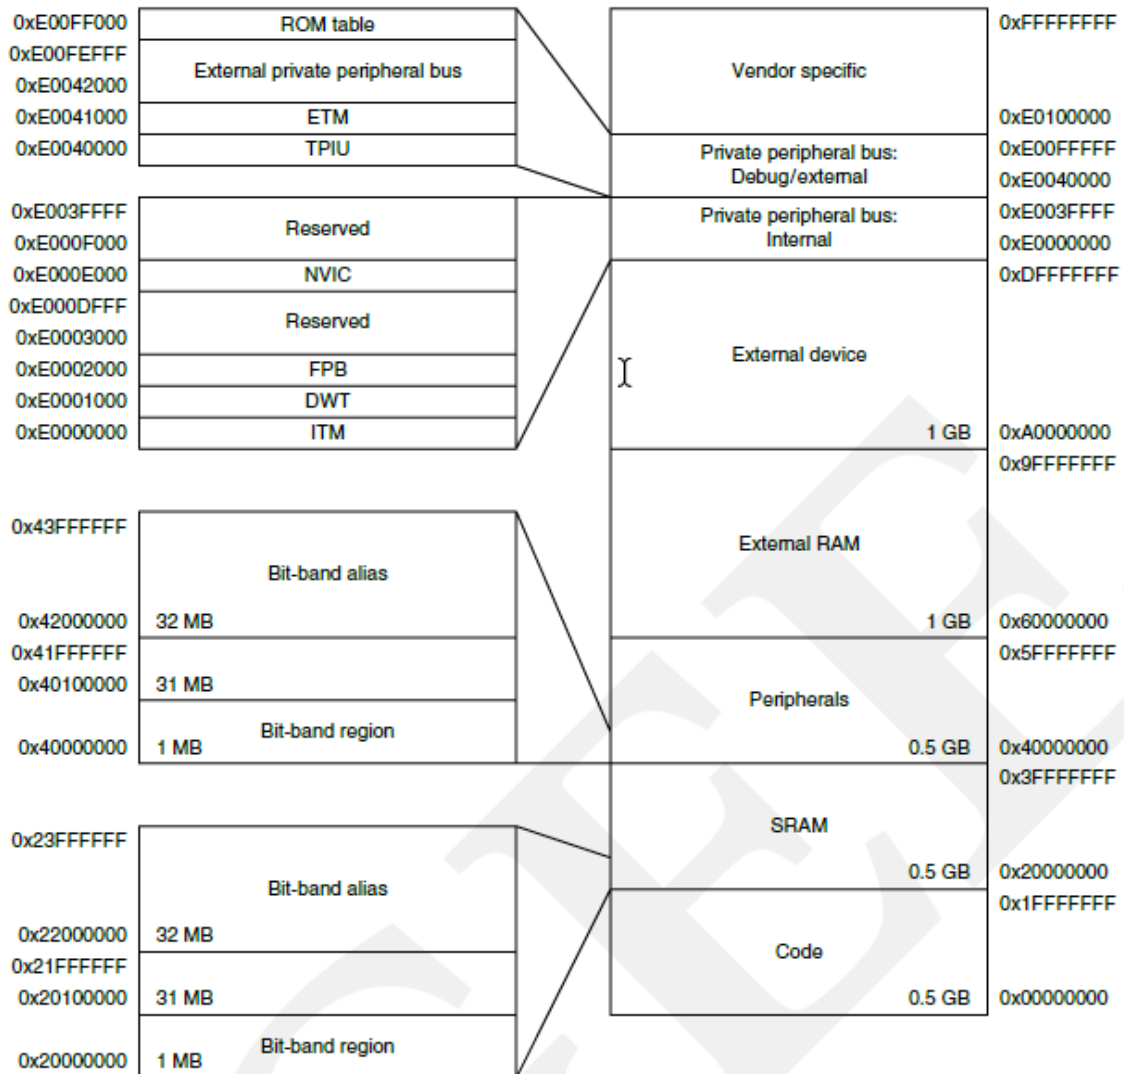 0xE00FF000
ROM table
0xE00FEFFF
External private peripheral bus
0xE0042000
0xE0041000
ETM
0xE0040000
TPIU
0xE003FFFF
Reserved
0xE000F000
0xE000E000
NVIC
0xE000DFFF
Reserved
0xE0003000
0xE0002000
FPB
0xE0001000
DWT
0xE0000000
ITM
0x43FFFFFF
Bit-band alias
0x42000000
32 MB
0x41FFFFFF
0x40100000
31 MB
Bit-band region
0x40000000
1 MB
0x23FFFFFF
Bit-band alias
0x22000000
32 MB
0x21FFFFFF
0x20100000
31 MB
Bit-band region
0x20000000
1 MB
0xFFFFFFFF
Vendor specific
0xE0100000
Private peripheral bus:
Debug/external
0xE00FFFFF
0xE0040000
Private peripheral bus:
Internal
0xE003FFFF
0xE0000000
0xDFFFFFFF
External device
1 GB
0xA0000000
0x9FFFFFFF
External RAM
1 GB
0x60000000
0x5FFFFFFF
Peripherals
0.5 GB
0x40000000
0x3FFFFFFF
SRAM
0.5 GB
0x20000000
0x1FFFFFFF
Code
0.5 GB
0x00000000